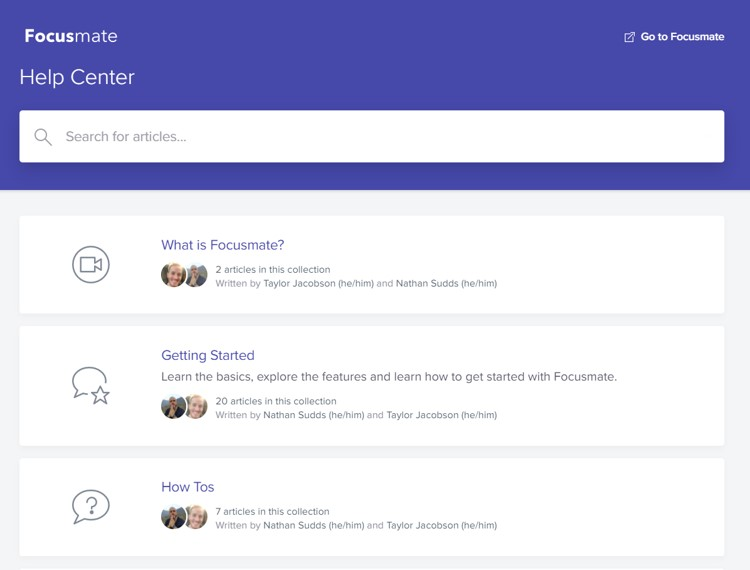 Focusmate
Go to Focusmate
Help Center
Search for articles...
What is Focusmate?
2 articles in this collection
Written by Taylor Jacobson (he/him) and Nathan Sudds (he/him)
Getting Started
Learn the basics, explore the features and learn how to get started with Focusmate.
20 articles in this collection
Written by Nathan Sudds (he/him) and Taylor Jacobson (he/him)
How Tos
7 articles in this collection
Written by Nathan Sudds (he/him) and Taylor Jacobson (he/him)